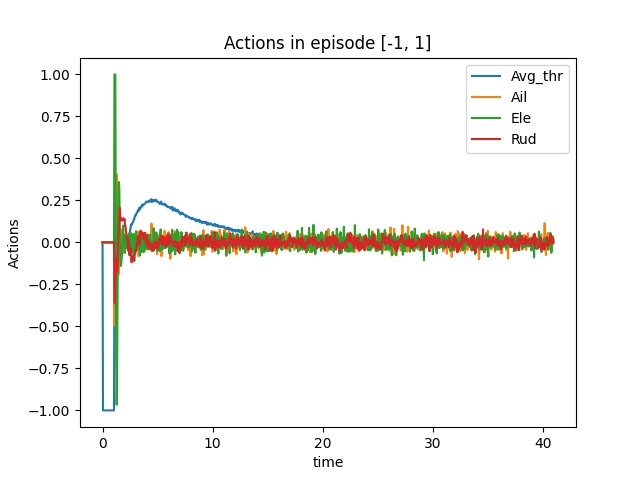 Actions in episode [-1, 1]
1.00
0.75
0.50
0.25
0.00
−0.25
−0.50
−0.75
−1.00
Actions
Avg_thr
Ail
Ele
Rud
0
10
20
30
40
time